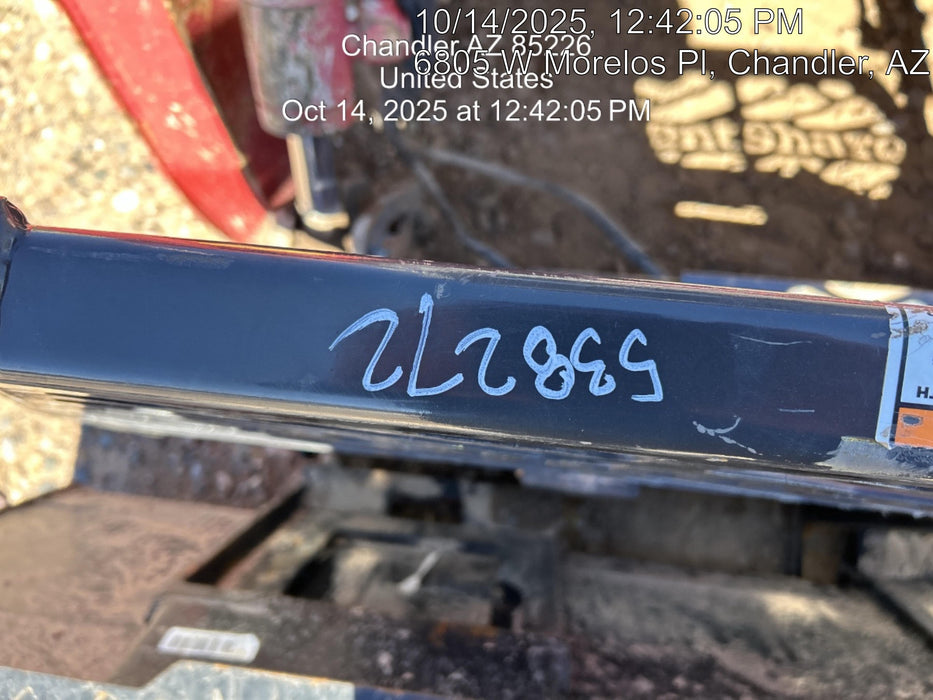 10/14/2025, 12:42:05 PM
6805 W Morelos Pl, Chandler, AZ
Chandler AZ 85226
United States
Oct 14, 2025 at 12:42:05 PM
538272